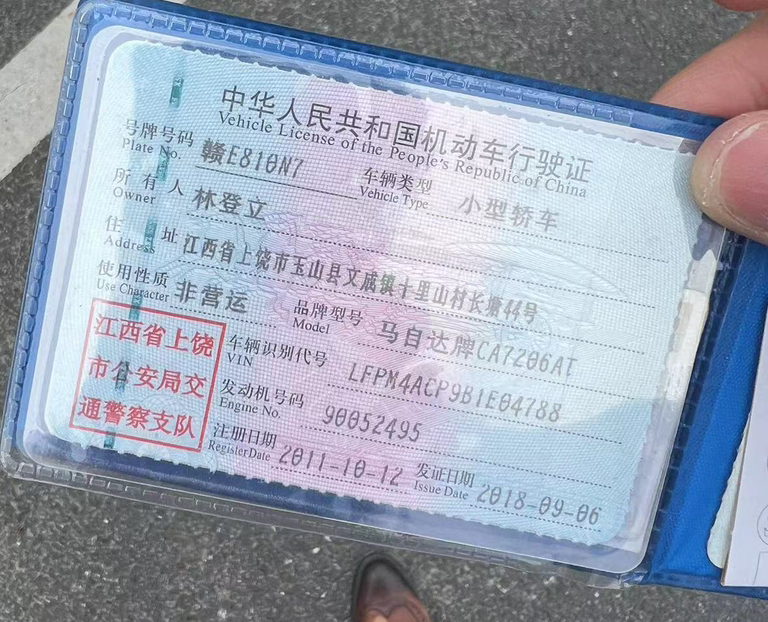 中华人民共和国机动车行驶证
Vehicle License of the People's Republic of China
号牌号码 赣E810N7 车辆类型 小型轿车
Plate No. Vehicle Type
所有人 林登立
Owner
住址 江西省上饶市玉山县文成镇十里山村长塘44号
Address
使用性质 非营运 品牌型号 马自达牌CA7206AT
Use Character Model
江西省上饶
市公安局交
通警察支队
车辆识别代号 LFPM4ACP9B1E04788
VIN
发动机号码 90052495
Engine No.
注册日期 2011-10-12 发证日期 2018-09-06
Register Date Issue Date